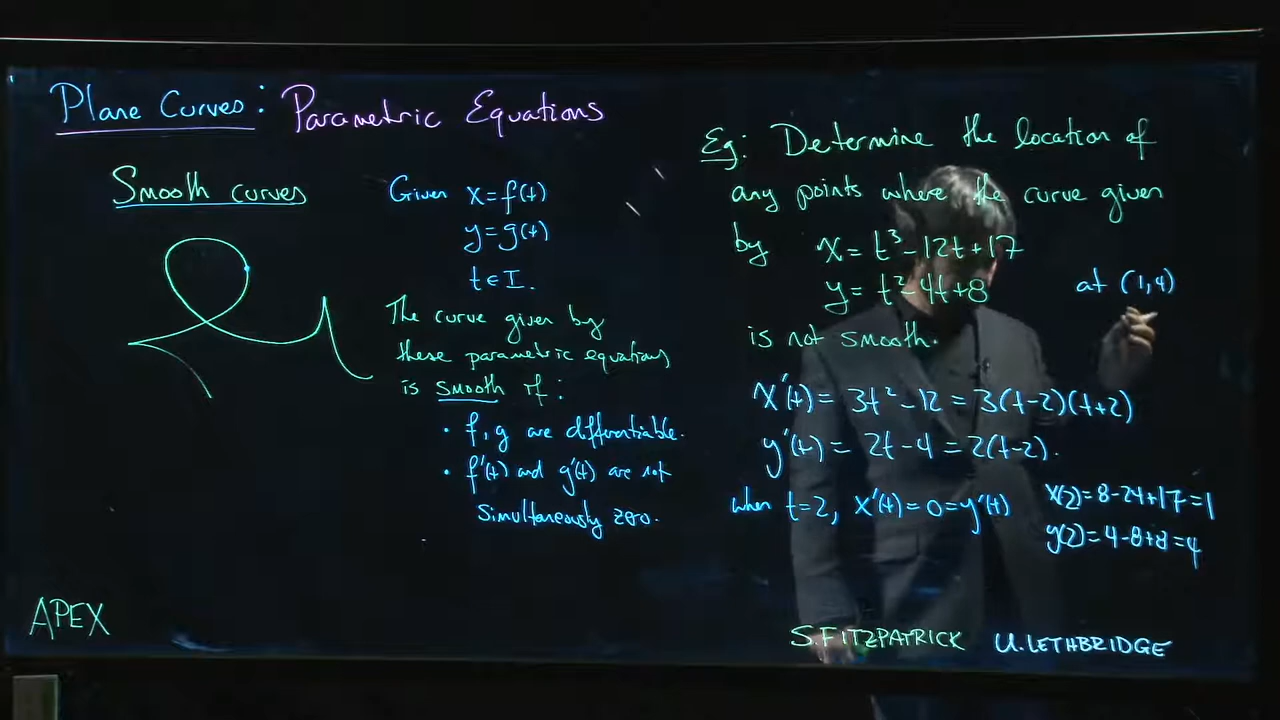 Plane Curves: Parametric Equations
Smooth curves
Given x=f(t)
y=g(t)
t∈I.
The curve given by
these parametric equations
is smooth if:
• f,g are differentiable.
• f'(t) and g'(t) are not
simultaneously zero.
Eg: Determine the location of
any points where the curve given
by x=t³-12t+17
y=t²-4t+8
at (1,4)
is not smooth.
x'(t)=3t²-12=3(t-2)(t+2)
y'(t)=2t-4=2(t-2).
when t=2, x'(t)=0=y'(t)
x(2)=8-24+17=1
y(2)=4-8+8=4
APEX
S.FITZPATRICK U.LETHBRIDGE